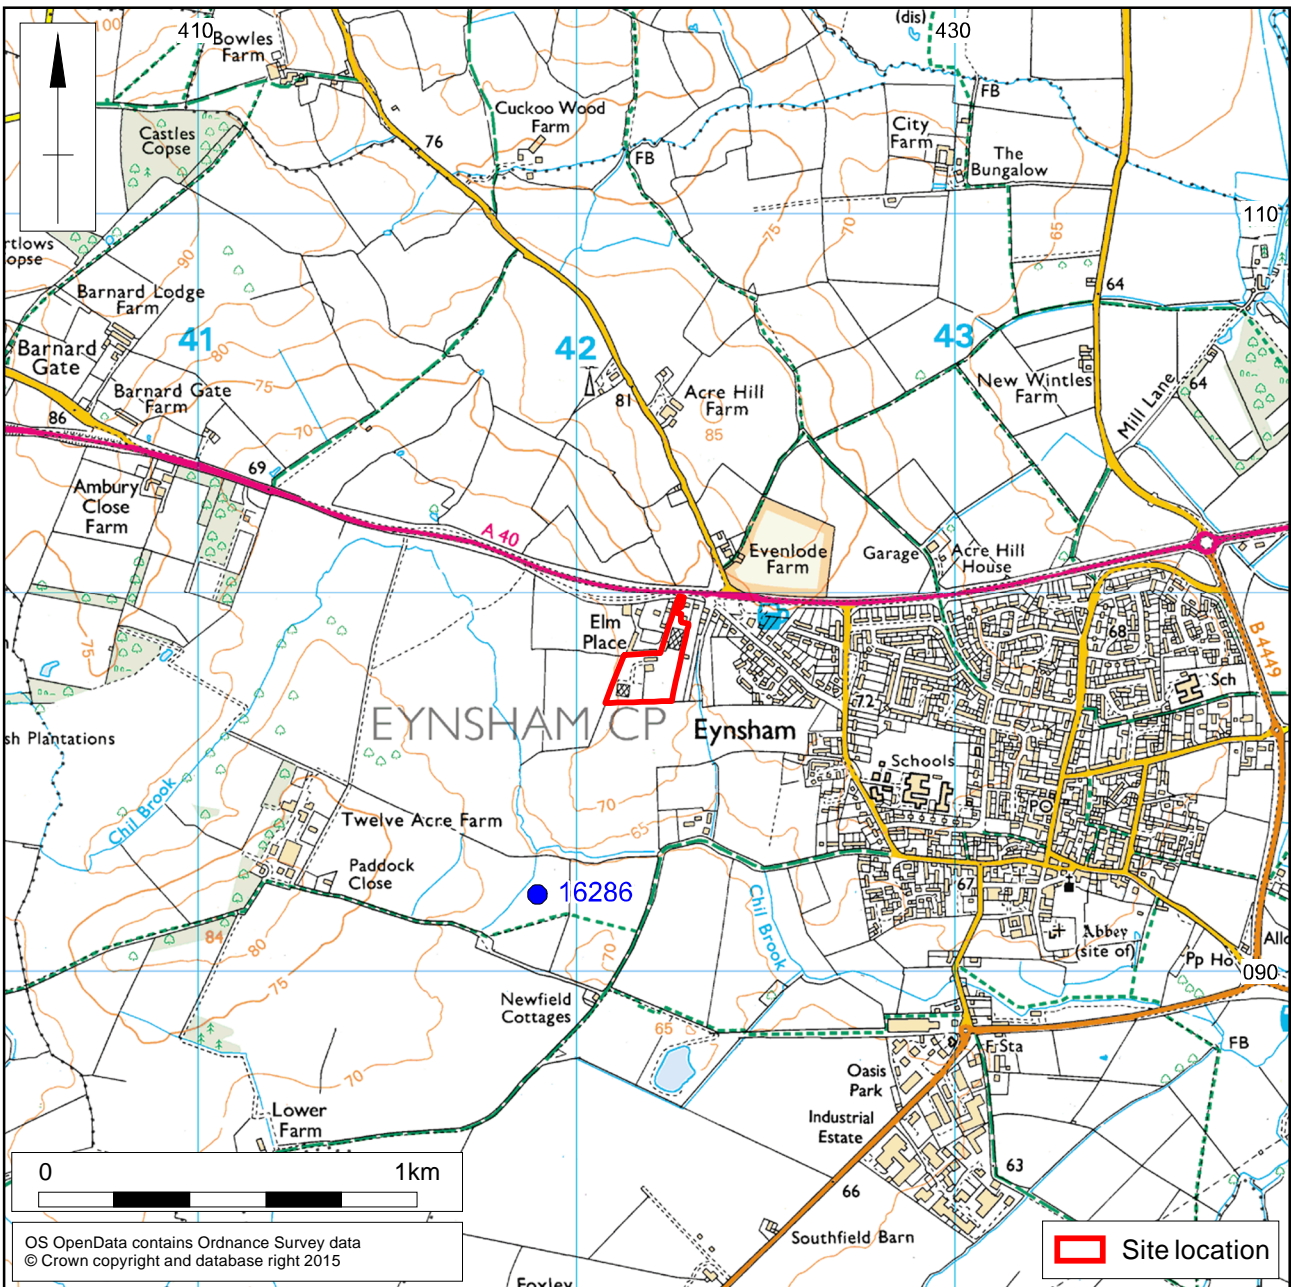 100
410
Bowles
Farm
(dis)
430
FB
Castles
Copse
76
Cuckoo Wood
Farm
FB
City
Farm
The
Bungalow
110
rtlows
opse
90
75
70
65
Barnard Lodge
Farm
64
41
80
42
43
Barnard
Gate
75
Barnard Gate
Farm
86
70
81
Acre Hill
Farm
85
New Wintles
Farm
Mill Lane
64
69
Ambury
Close
Farm
A 40
Evenlode
Farm
Garage
Acre Hill
House
75
Elm
Place
68
B 4449
Sch
EYNSHAM CP
Eynsham
72
sh Plantations
Schools
Chil Brook
70
65
PO
Twelve Acre Farm
Paddock
Close
16286
67
Chil Brook
84
80
70
Abbey
(site of)
Allo
Pp Ho
090
75
Newfield
Cottages
65
F Sta
FB
Oasis
Park
70
Industrial
Estate
Lower
Farm
63
0 1km
66
Southfield Barn
OS OpenData contains Ordnance Survey data
© Crown copyright and database right 2015
Site location
Foxley